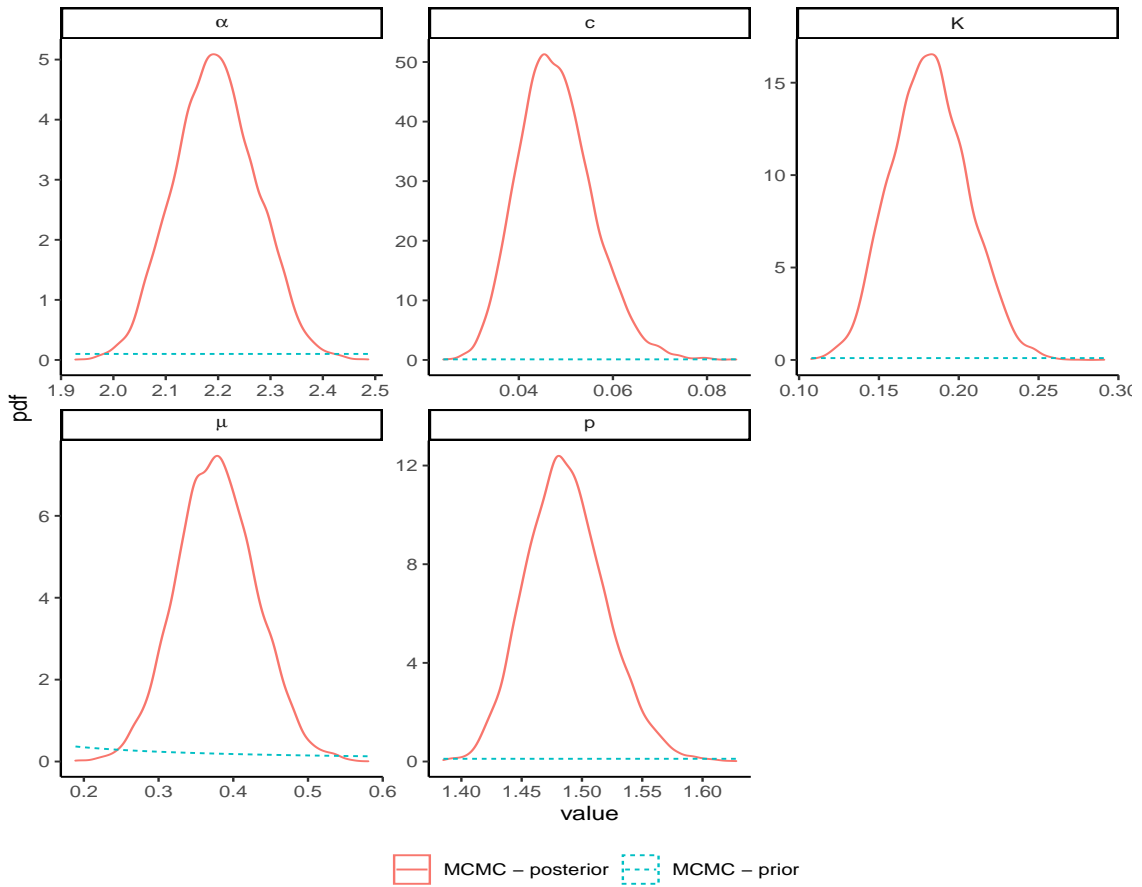 α c K
5 50 15
4 40 10
3 30 5
2 20 0
1 10
0 0
1.9 2.0 2.1 2.2 2.3 2.4 2.5 0.04 0.06 0.08 0.10 0.15 0.20 0.25 0.30
pdf
μ p
6 12
4 8
2 4
0 0
0.2 0.3 0.4 0.5 0.6 1.40 1.45 1.50 1.55 1.60
value
MCMC − posterior MCMC − prior